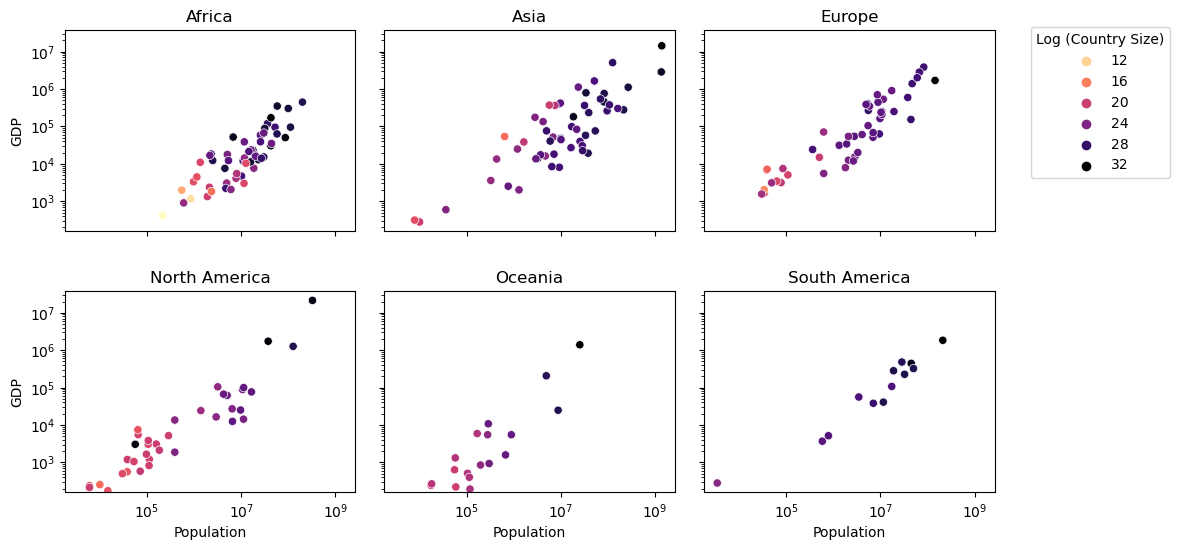 Africa
Asia
Europe
Log (Country Size)
12
16
20
24
28
32
GDP
10⁷
10⁶
10⁵
10⁴
10³
North America
Oceania
South America
GDP
10⁷
10⁶
10⁵
10⁴
10³
10⁵ 10⁷ 10⁹
10⁵ 10⁷ 10⁹
10⁵ 10⁷ 10⁹
Population
Population
Population